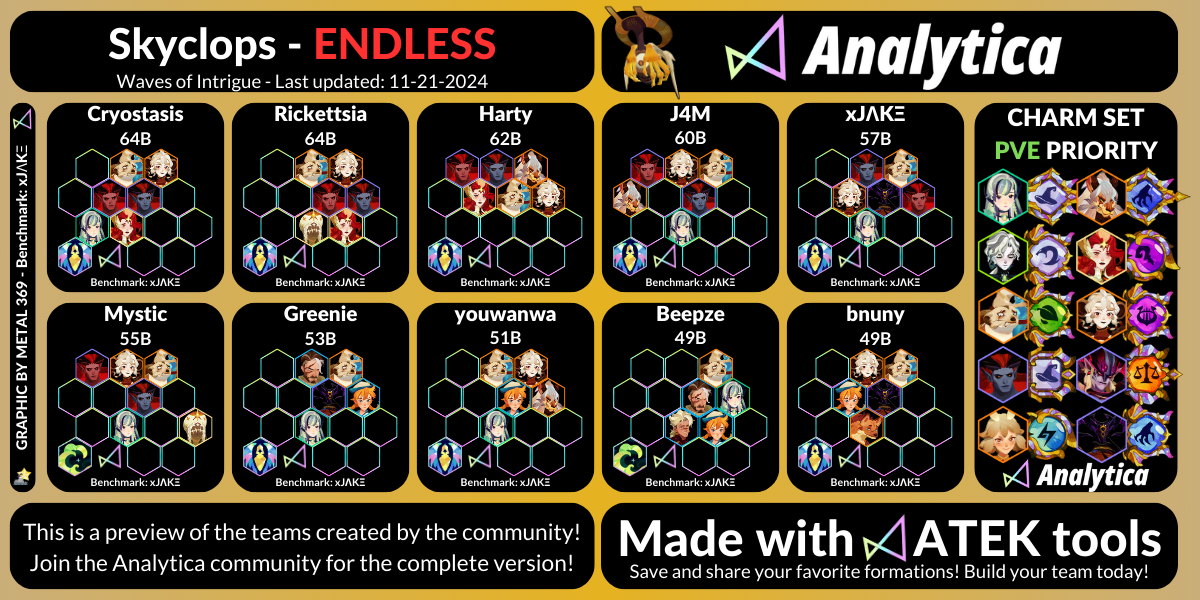 Skyclops - ENDLESS
Waves of Intrigue - Last updated: 11-21-2024
Analytica
GRAPHIC BY METAL 369 - Benchmark: xJΛKΞ
Cryostasis
64B
Benchmark: xJΛKΞ
Rickettsia
64B
Benchmark: xJΛKΞ
Harty
62B
Benchmark: xJΛKΞ
J4M
60B
Benchmark: xJΛKΞ
xJΛKΞ
57B
Benchmark: xJΛKΞ
Mystic
55B
Benchmark: xJΛKΞ
Greenie
53B
Benchmark: xJΛKΞ
youwanwa
51B
Benchmark: xJΛKΞ
Beepze
49B
Benchmark: xJΛKΞ
bnuny
49B
Benchmark: xJΛKΞ
CHARM SET
PVE PRIORITY
Analytica
This is a preview of the teams created by the community!
Join the Analytica community for the complete version!
Made with ATEK tools
Save and share your favorite formations! Build your team today!